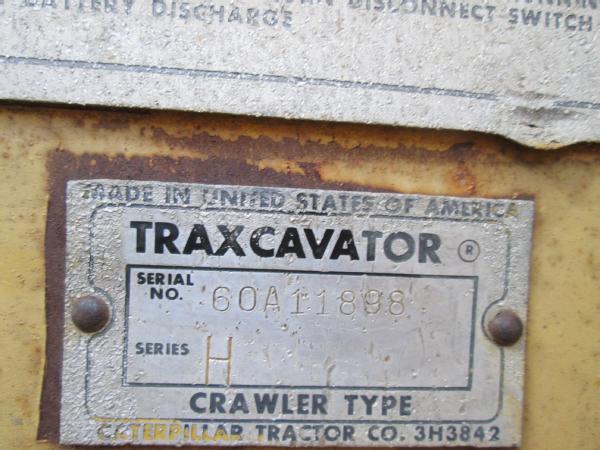 BATTERY DISCHARGE
DISCONNECT SWITCH
MADE IN UNITED STATES OF AMERICA
TRAXCAVATOR ®
SERIAL NO. 60A11898
SERIES H
CRAWLER TYPE
CATERPILLAR TRACTOR CO. 3H3842